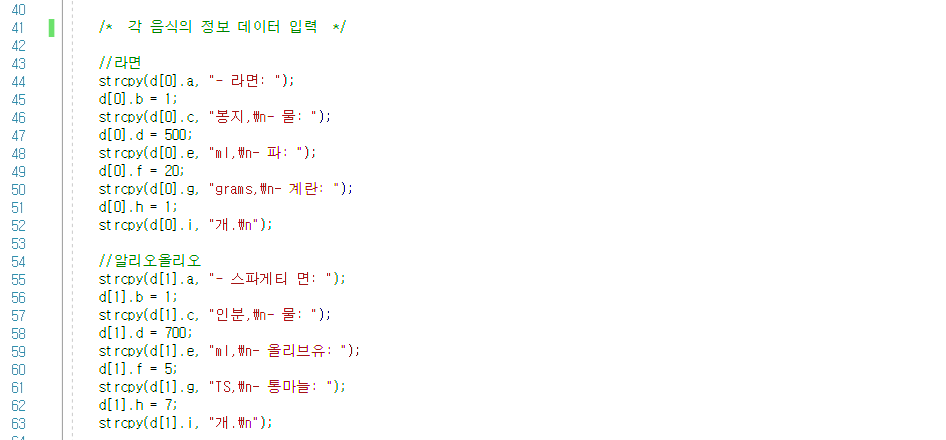 40
41 /* 각 음식의 정보 데이터 입력 */
42
43 //라면
44 strcpy(d[0].a, "- 라면: ");
45 d[0].b = 1;
46 strcpy(d[0].c, "봉지,₩n- 물: ");
47 d[0].d = 500;
48 strcpy(d[0].e, "ml,₩n- 파: ");
49 d[0].f = 20;
50 strcpy(d[0].g, "grams,₩n- 계란: ");
51 d[0].h = 1;
52 strcpy(d[0].i, "개.₩n");
53
54 //알리오올리오
55 strcpy(d[1].a, "- 스파게티 면: ");
56 d[1].b = 1;
57 strcpy(d[1].c, "인분,₩n- 물: ");
58 d[1].d = 700;
59 strcpy(d[1].e, "ml,₩n- 올리브유: ");
60 d[1].f = 5;
61 strcpy(d[1].g, "TS,₩n- 통마늘: ");
62 d[1].h = 7;
63 strcpy(d[1].i, "개.₩n");